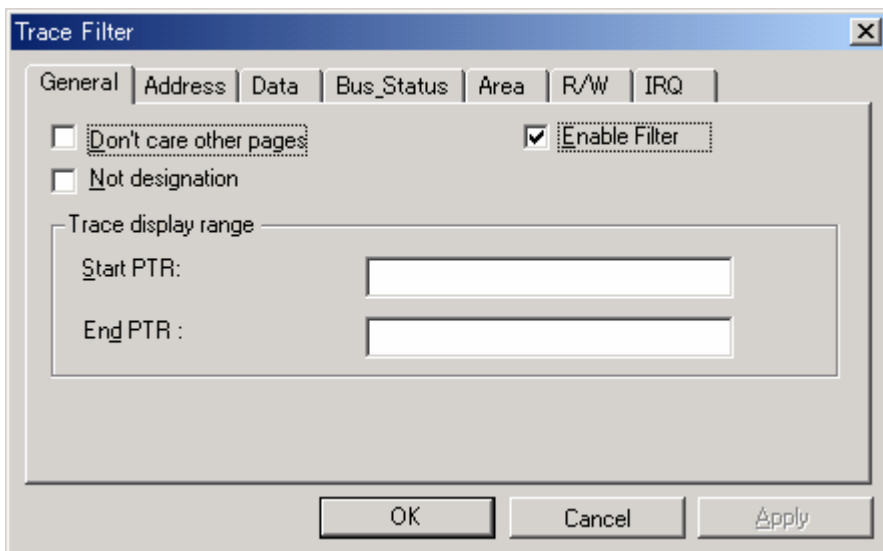 Trace Filter
General Address Data Bus_Status Area R/W IRQ
Don't care other pages Enable Filter
Not designation
Trace display range
Start PTR:
End PTR :
OK Cancel Apply